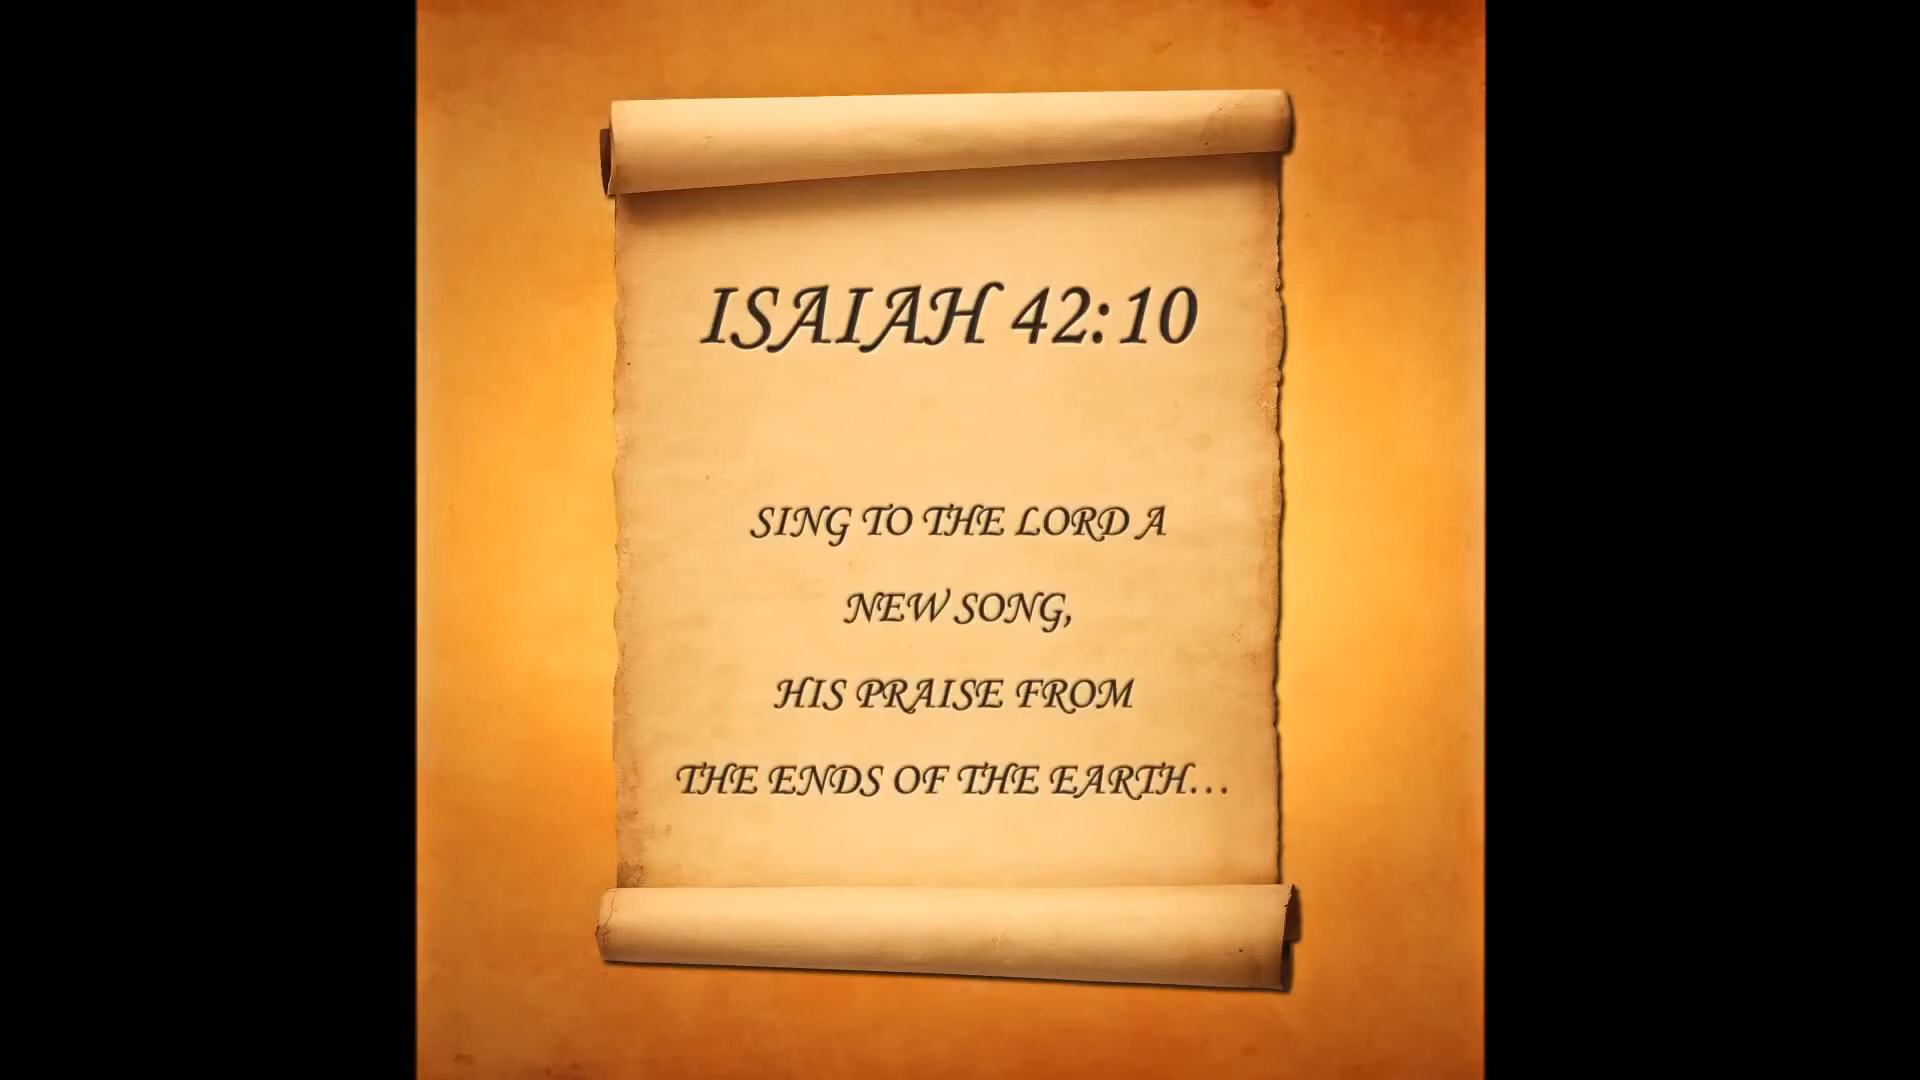 ISAIAH 42:10
SING TO THE LORD A
NEW SONG,
HIS PRAISE FROM
THE ENDS OF THE EARTH...